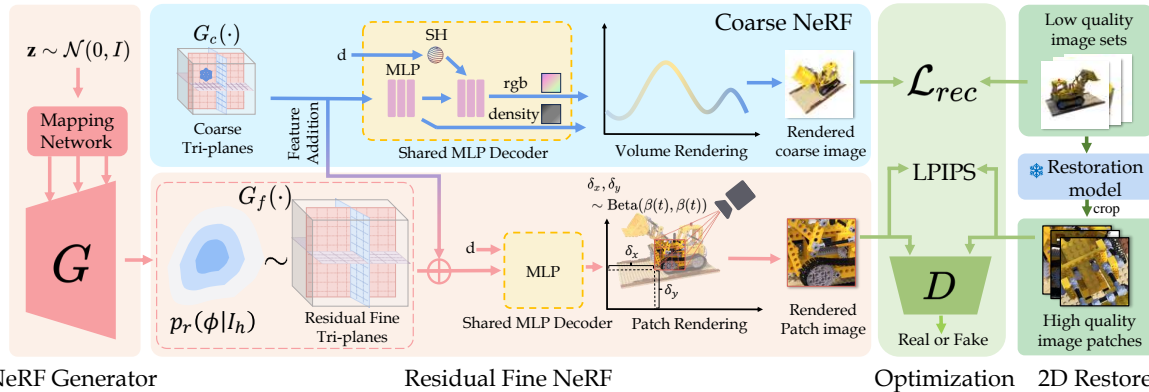 z ∼ 𝒩(0, I)
Mapping
Network
G
G_c(·)
Coarse
Tri-planes
Feature
Addition
d
SH
MLP
rgb
density
Shared MLP Decoder
Coarse NeRF
Volume Rendering
Rendered
coarse image
p_r(ϕ|I_h)
∼
G_f(·)
Residual Fine
Tri-planes
d
MLP
Shared MLP Decoder
δ_x, δ_y
∼ Beta(β(t), β(t))
δ_x
δ_y
Patch Rendering
Rendered
Patch image
ℒ_rec
LPIPS
D
Real or Fake
Low quality
image sets
Restoration
model
crop
High quality
image patches
NeRF Generator
Residual Fine NeRF
Optimization
2D Restore